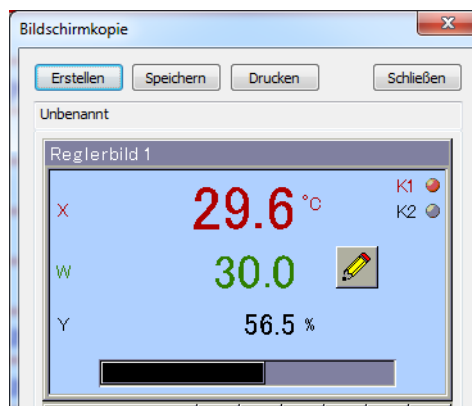 Bildschirmkopie
Erstellen Speichern Drucken Schließen
Unbenannt
Reglerbild 1
X 29.6 °C K1
K2
W 30.0
Y 56.5 %